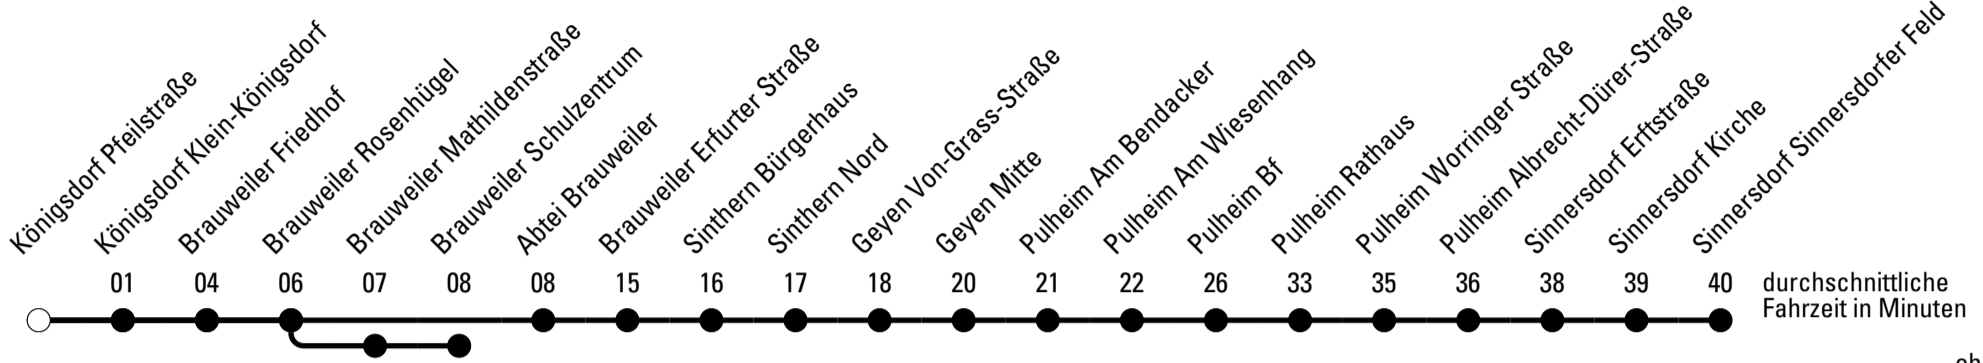 Königsdorf Pfeilstraße
Königsdorf Klein-Königsdorf
Brauweiler Friedhof
Brauweiler Rosenhügel
Brauweiler Mathildenstraße
Brauweiler Schulzentrum
Abtei Brauweiler
Brauweiler Erfurter Straße
Sinthern Bürgerhaus
Sinthern Nord
Geyen Von-Grass-Straße
Geyen Mitte
Pulheim Am Bendacker
Pulheim Am Wiesenhang
Pulheim Bf
Pulheim Rathaus
Pulheim Worringer Straße
Pulheim Albrecht-Dürer-Straße
Sinnersdorf Erftstraße
Sinnersdorf Kirche
Sinnersdorf Sinnersdorfer Feld
01 04 06 07 08 08 15 16 17 18 20 21 22 26 33 35 36 38 39 40 durchschnittliche
Fahrzeit in Minuten